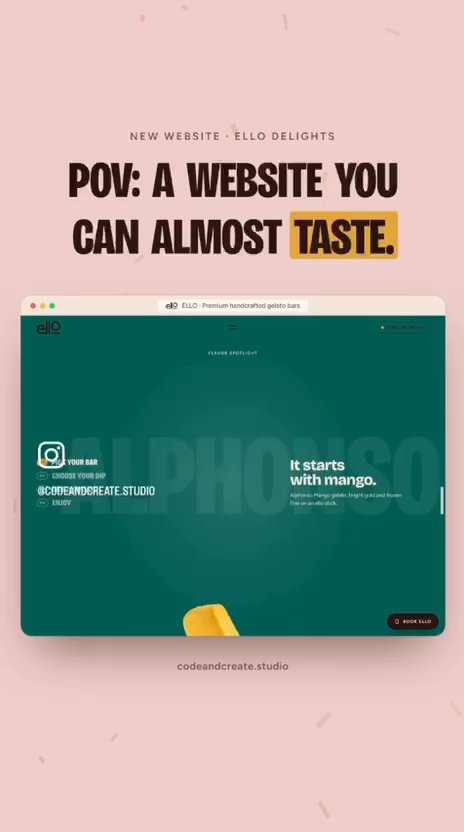 NEW WEBSITE · ELLO DELIGHTS
POV: A WEBSITE YOU
CAN ALMOST TASTE.
ello ELLO · Premium handcrafted gelato bars
ello
FLAVOR SPOTLIGHT
ALPHONSO
PICK YOUR BAR
CHOOSE YOUR DIP
@CODEANDCREATE.STUDIO
ENJOY
It starts
with mango.
Alphonso Mango gelato, bright gold and frozen
firm on an ello stick.
BOOK ELLO
codeandcreate.studio